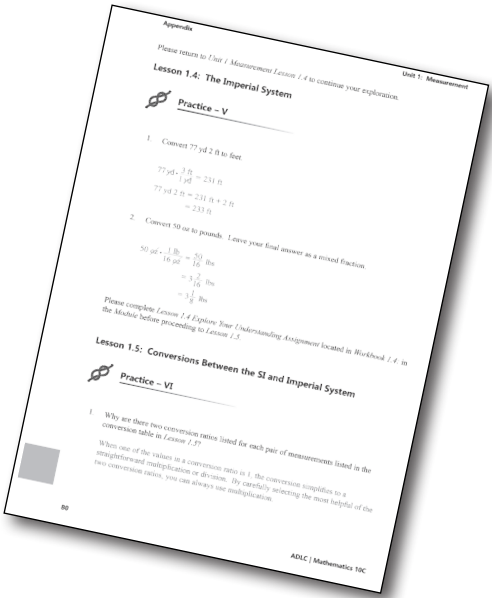 Appendix
Unit 1: Measurement
Please return to Unit 1 Measurement Lesson 1.4 to continue your exploration.
Lesson 1.4: The Imperial System
Practice – V
1. Convert 77 yd 2 ft to feet.
77 yd · 3 ft / 1 yd = 231 ft
77 yd 2 ft = 231 ft + 2 ft
= 233 ft
2. Convert 50 oz to pounds. Leave your final answer as a mixed fraction.
50 · 1 lb / 16 = 50/16 lbs
= 3 2/16 lbs
= 3 1/8 lbs
Please complete Lesson 1.4 Explore Your Understanding Assignment located in Workbook 1.4, in
the Module before proceeding to Lesson 1.5.
Lesson 1.5: Conversions Between the SI and Imperial System
Practice – VI
1. Why are there two conversion ratios listed for each pair of measurements listed in the
conversion table in Lesson 1.5?
When one of the values in a conversion ratio is 1, the conversion simplifies to a
straightforward multiplication or division. By carefully selecting the most helpful of the
two conversion ratios, you can always use multiplication.
80
ADLC | Mathematics 10C